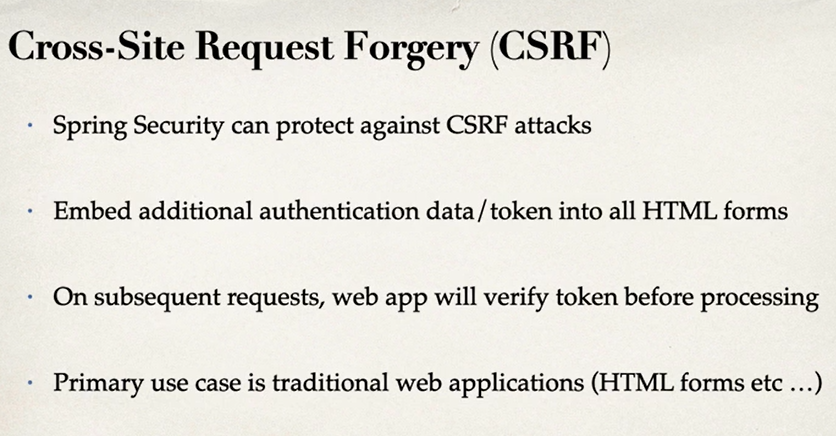 Cross-Site Request Forgery (CSRF)
· Spring Security can protect against CSRF attacks
· Embed additional authentication data/token into all HTML forms
· On subsequent requests, web app will verify token before processing
· Primary use case is traditional web applications (HTML forms etc ...)